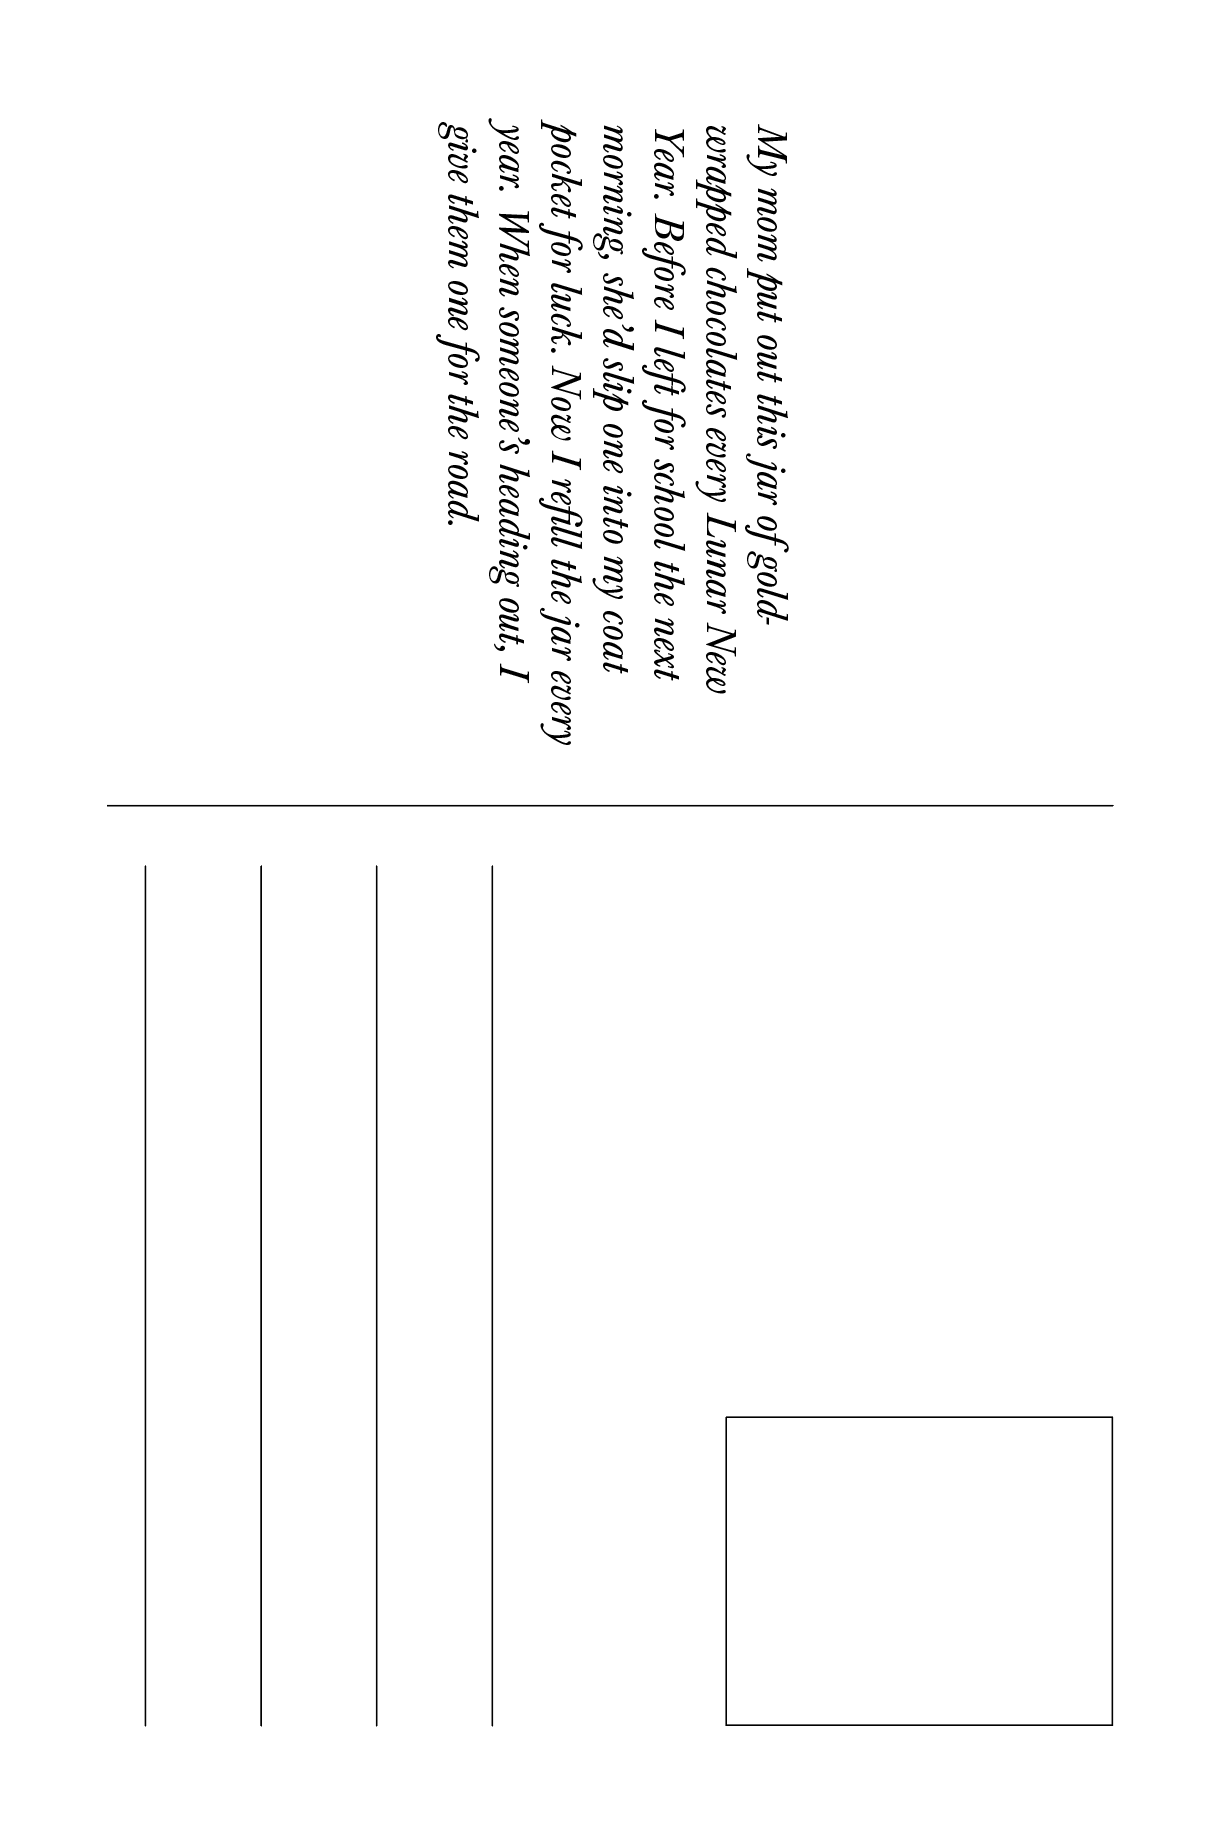 My mom put out this jar of gold-
wrapped chocolates every Lunar New
Year. Before I left for school the next
morning, she’d slip one into my coat
pocket for luck. Now I refill the jar every
year. When someone’s heading out, I
give them one for the road.